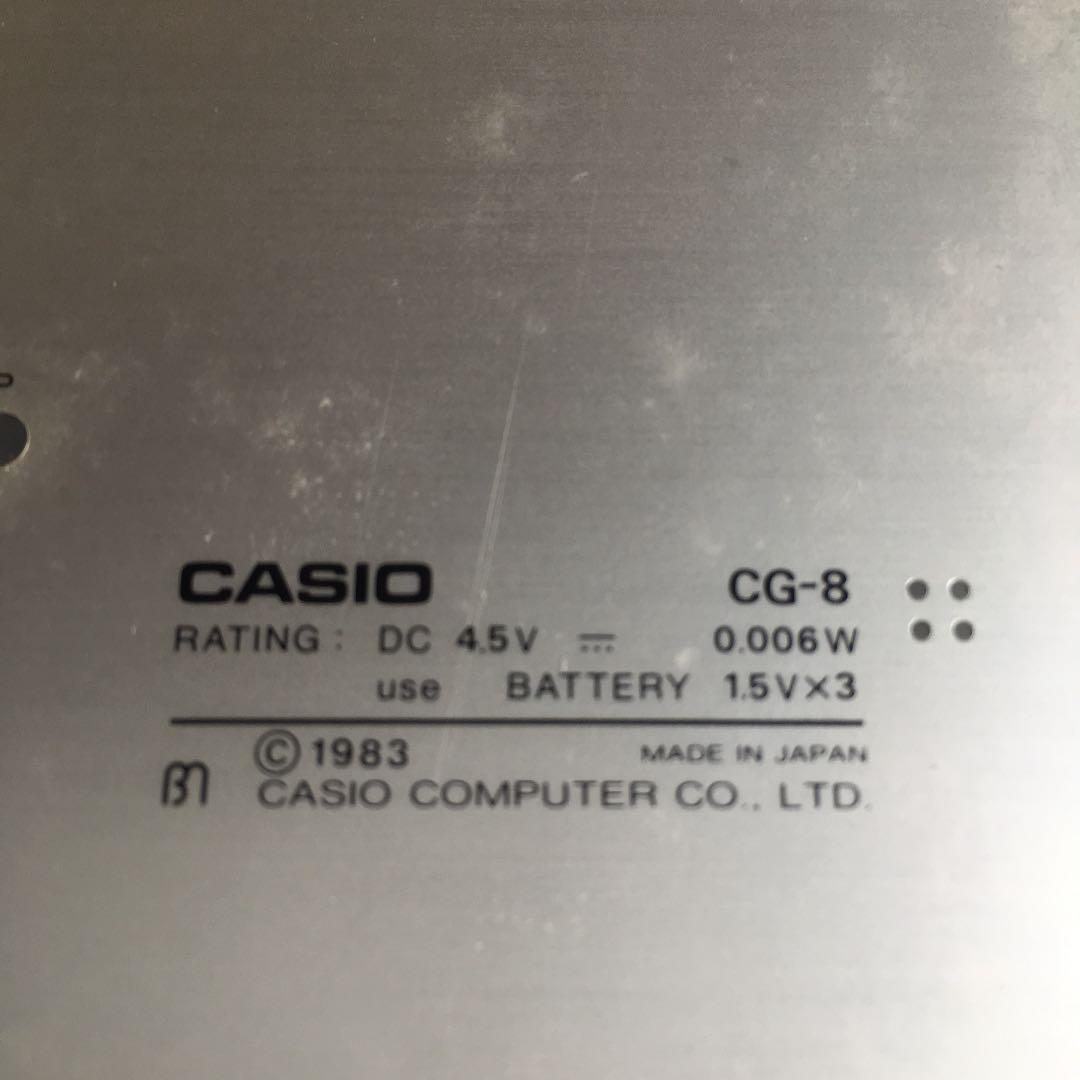 CASIO CG-8
RATING : DC 4.5V ⎓ 0.006W
use BATTERY 1.5V×3
© 1983 MADE IN JAPAN
CASIO COMPUTER CO., LTD.